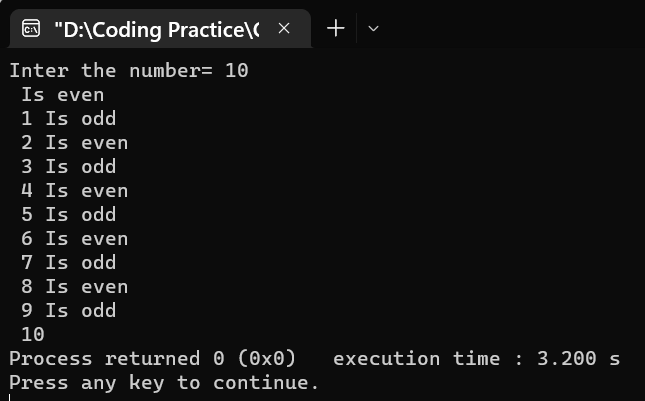 "D:\Coding Practice\C
Inter the number= 10
Is even
1 Is odd
2 Is even
3 Is odd
4 Is even
5 Is odd
6 Is even
7 Is odd
8 Is even
9 Is odd
10
Process returned 0 (0x0)   execution time : 3.200 s
Press any key to continue.